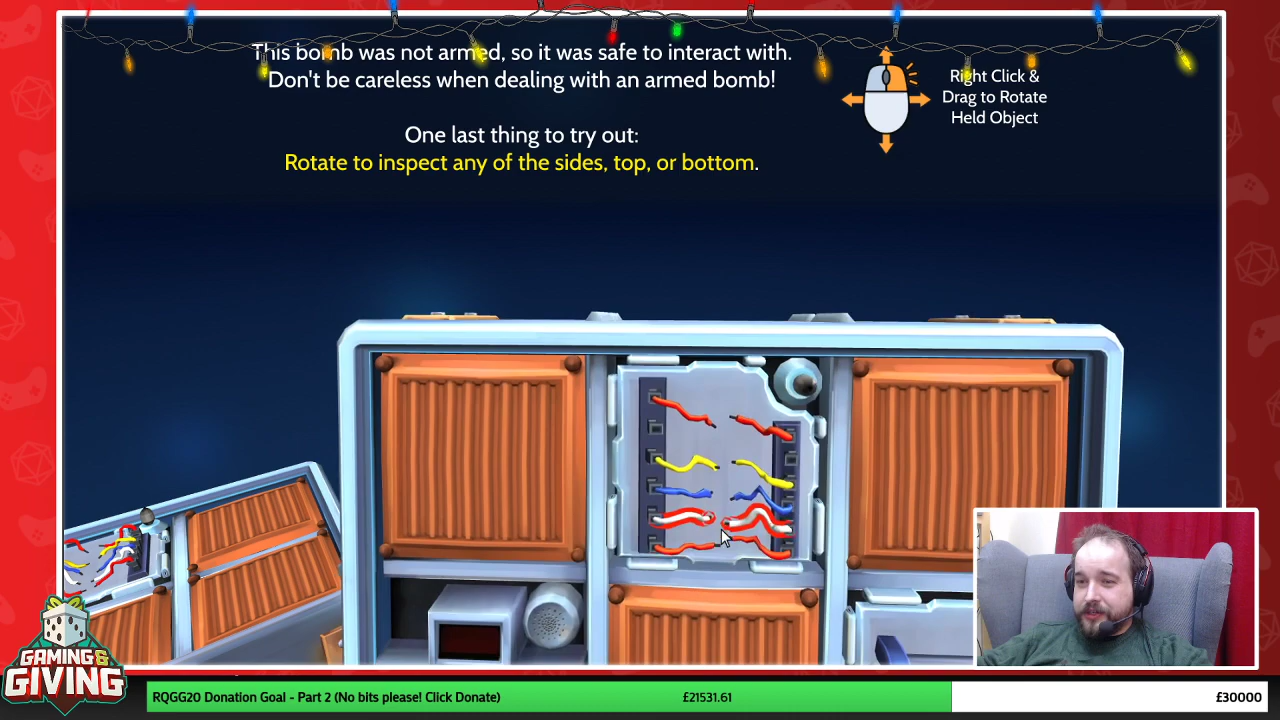 This bomb was not armed, so it was safe to interact with.
Don't be careless when dealing with an armed bomb!
One last thing to try out:
Rotate to inspect any of the sides, top, or bottom.
Right Click &
Drag to Rotate
Held Object
GAMING &
GIVING
RQGG20 Donation Goal - Part 2 (No bits please! Click Donate)
£21531.61
£30000